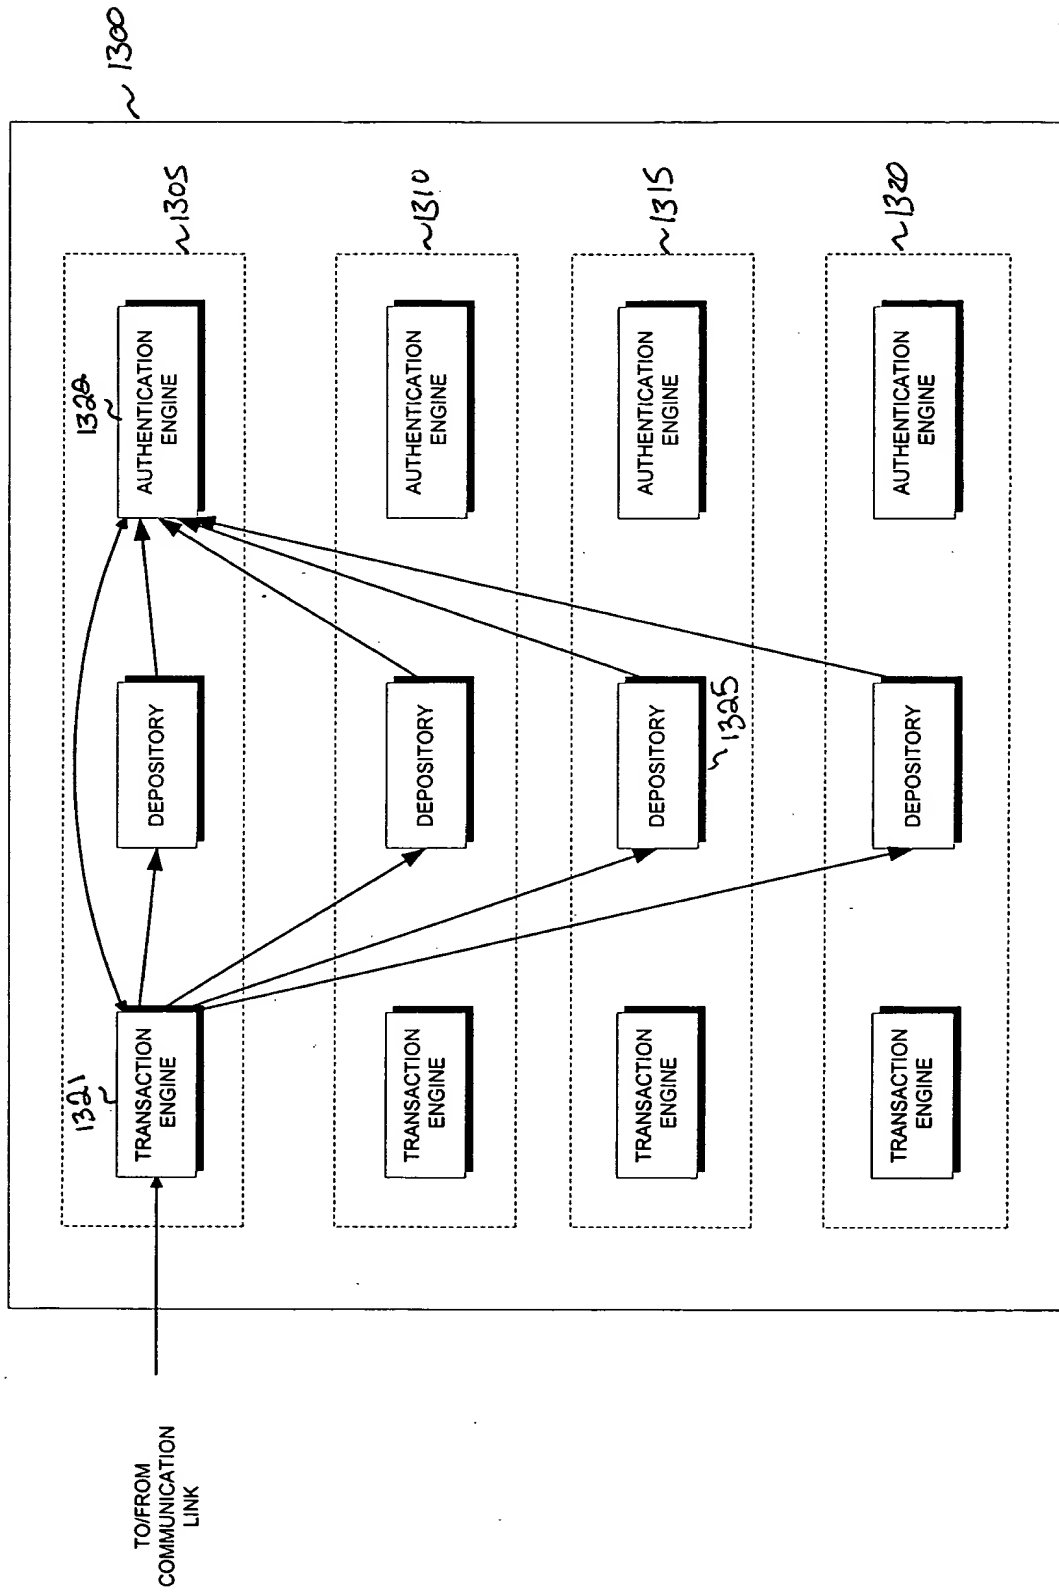 1300
1305
1321
TRANSACTION
ENGINE
DEPOSITORY
1322
AUTHENTICATION
ENGINE
TO/FROM
COMMUNICATION
LINK
1310
TRANSACTION
ENGINE
DEPOSITORY
AUTHENTICATION
ENGINE
1315
TRANSACTION
ENGINE
DEPOSITORY
1325
AUTHENTICATION
ENGINE
1320
TRANSACTION
ENGINE
DEPOSITORY
AUTHENTICATION
ENGINE